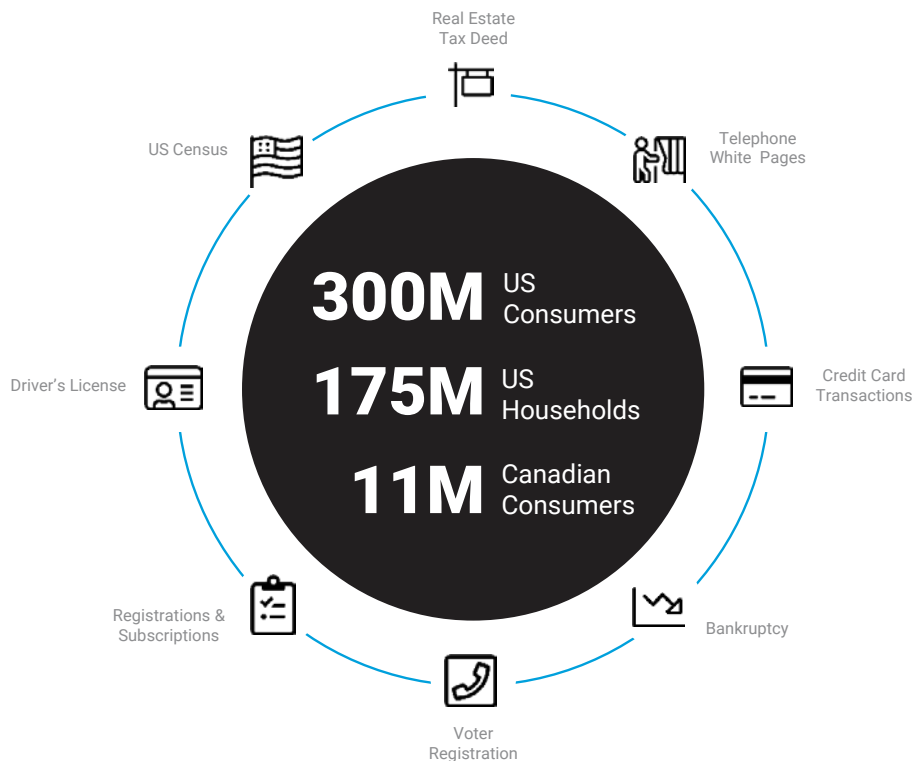 Real Estate
Tax Deed
US Census
Telephone
White Pages
300M US
Consumers
175M US
Households
11M Canadian
Consumers
Driver's License
Credit Card
Transactions
Registrations &
Subscriptions
Bankruptcy
Voter
Registration